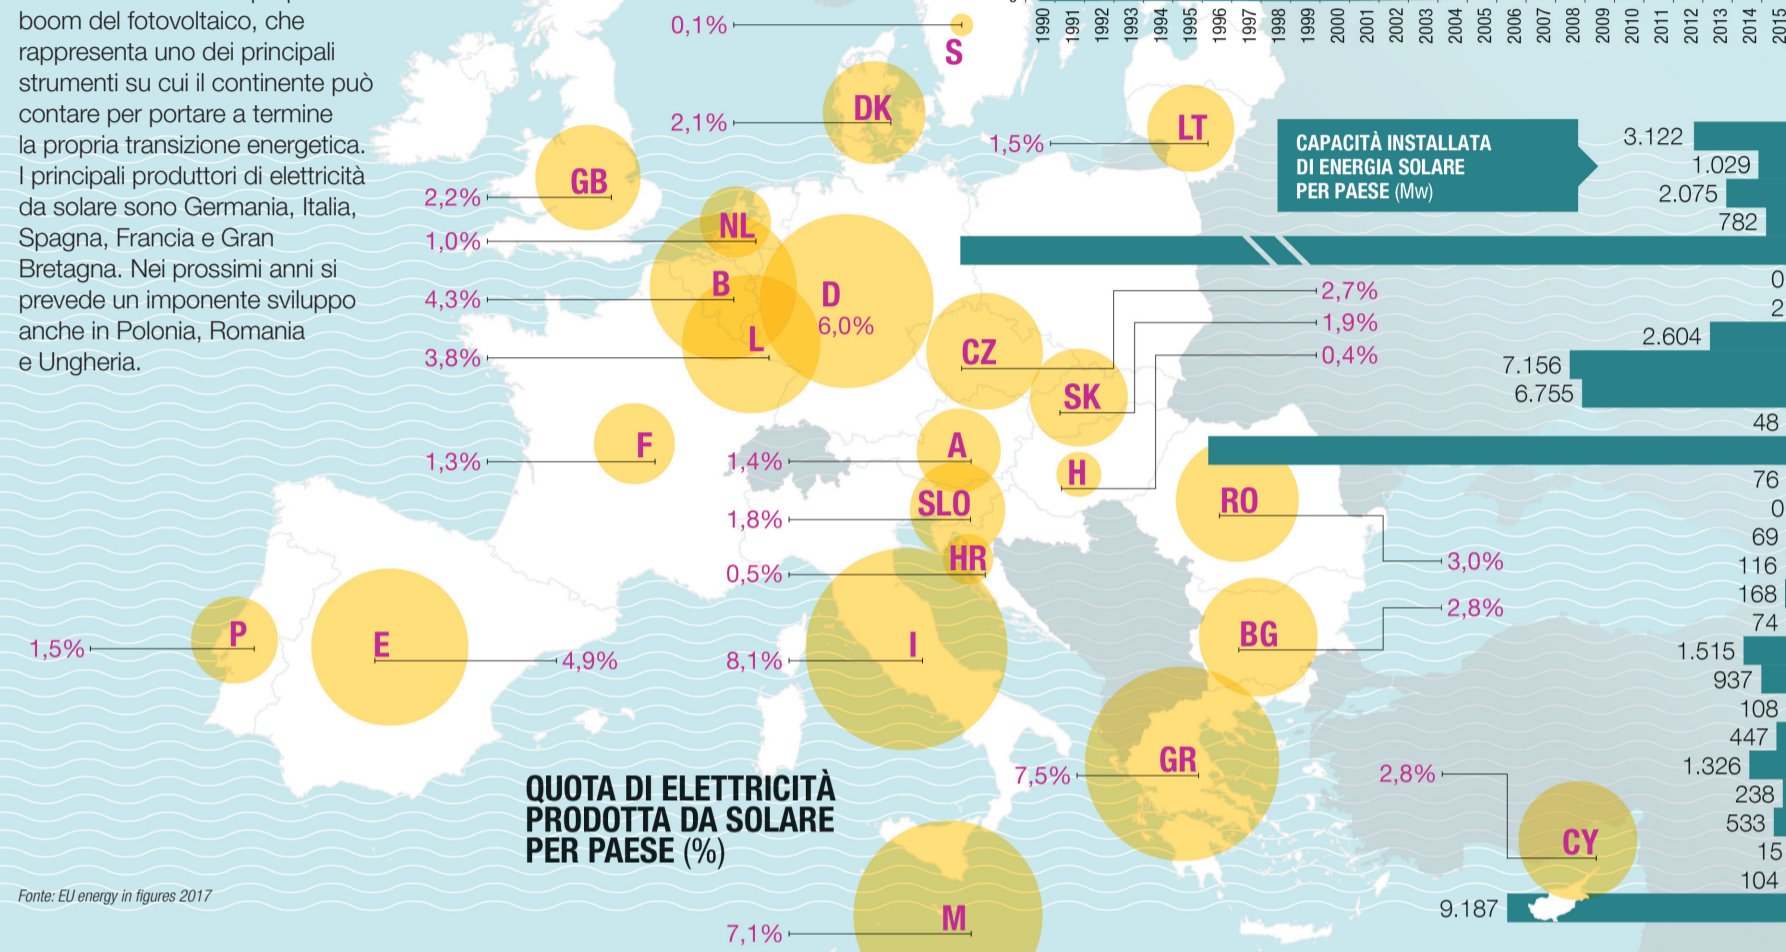 boom del fotovoltaico, che
rappresenta uno dei principali
strumenti su cui il continente può
contare per portare a termine
la propria transizione energetica.
I principali produttori di elettricità
da solare sono Germania, Italia,
Spagna, Francia e Gran
Bretagna. Nei prossimi anni si
prevede un imponente sviluppo
anche in Polonia, Romania
e Ungheria.
1990 1991 1992 1993 1994 1995 1996 1997 1998 1999 2000 2001 2002 2003 2004 2005 2006 2007 2008 2009 2010 2011 2012 2013 2014 2015
0,1%
S
DK
2,1%
LT
1,5%
GB
2,2%
NL
1,0%
B
4,3%
D
6,0%
L
3,8%
CZ
2,7%
SK
1,9%
H
0,4%
F
1,3%
A
1,4%
SLO
1,8%
HR
0,5%
RO
3,0%
BG
2,8%
P
1,5%
E
4,9%
I
8,1%
GR
7,5%
CY
2,8%
M
7,1%
QUOTA DI ELETTRICITÀ
PRODOTTA DA SOLARE
PER PAESE (%)
Fonte: EU energy in figures 2017
CAPACITÀ INSTALLATA
DI ENERGIA SOLARE
PER PAESE (Mw)
3.122
1.029
2.075
782
0
2
2.604
7.156
6.755
48
76
0
69
116
168
74
1.515
937
108
447
1.326
238
533
15
104
9.187